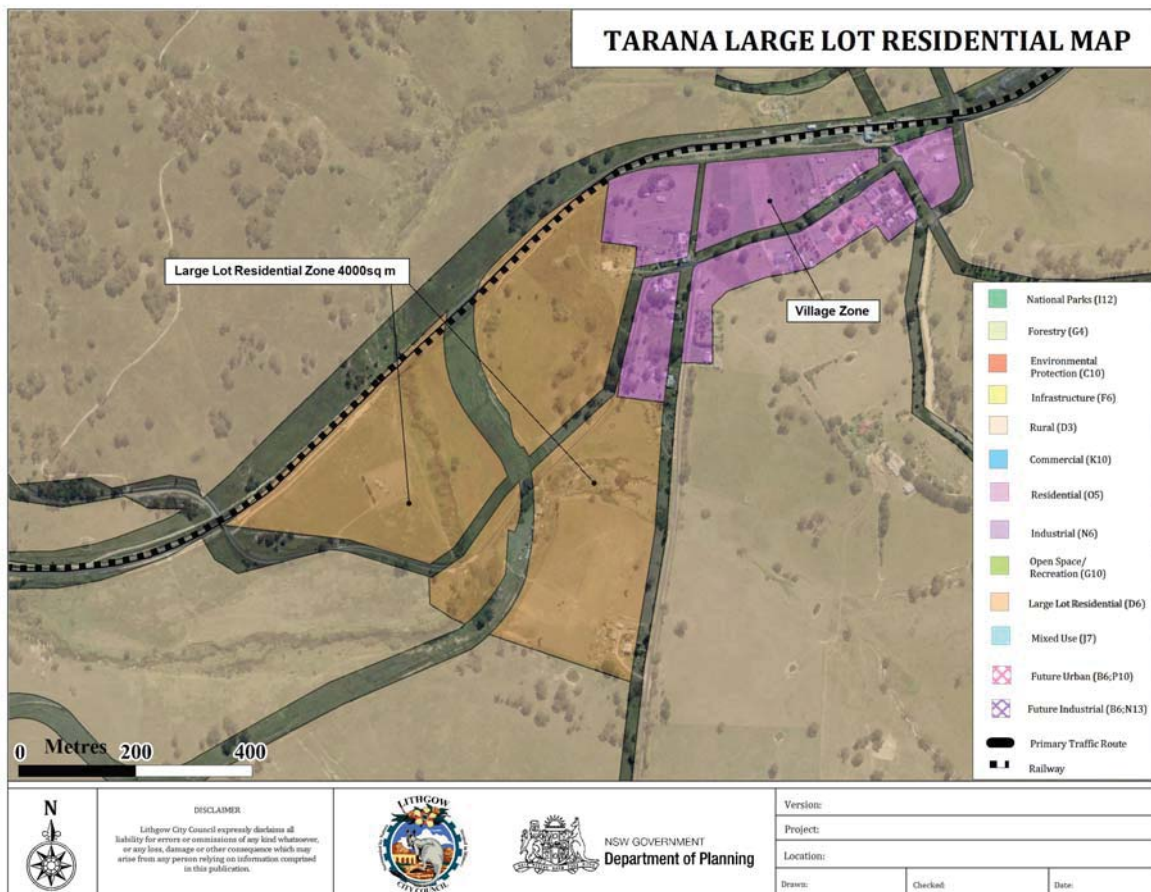 TARANA LARGE LOT RESIDENTIAL MAP
Large Lot Residential Zone 4000sq m
Village Zone
National Parks (I12)
Forestry (G4)
Environmental
Protection (C10)
Infrastructure (F6)
Rural (D3)
Commercial (K10)
Residential (O5)
Industrial (N6)
Open Space/
Recreation (G10)
Large Lot Residential (D6)
Mixed Use (J7)
Future Urban (B6;P10)
Future Industrial (B6;N13)
Primary Traffic Route
Railway
0 Metres 200 400
N
DISCLAIMER
Lithgow City Council expressly disclaims all
liability for errors or ommissions of any kind whatsoever,
or any loss, damage or other consequence which may
arise from any person relying on information comprised
in this publication.
LITHGOW
CITY COUNCIL
NSW GOVERNMENT
Department of Planning
Version:
Project:
Location:
Drawn:
Checked:
Date: